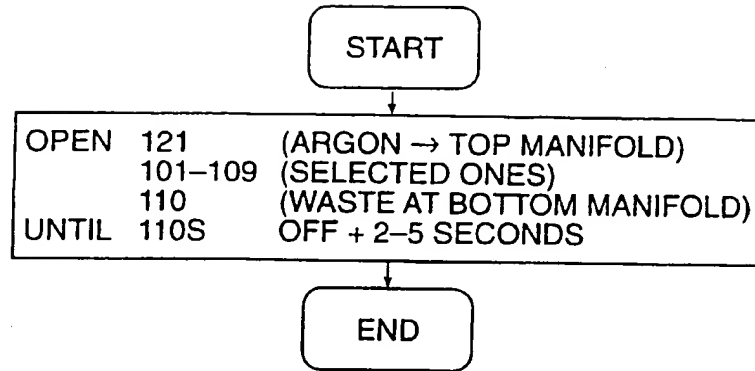 START
OPEN 121 (ARGON → TOP MANIFOLD)
101–109 (SELECTED ONES)
110 (WASTE AT BOTTOM MANIFOLD)
UNTIL 110S OFF + 2–5 SECONDS
END